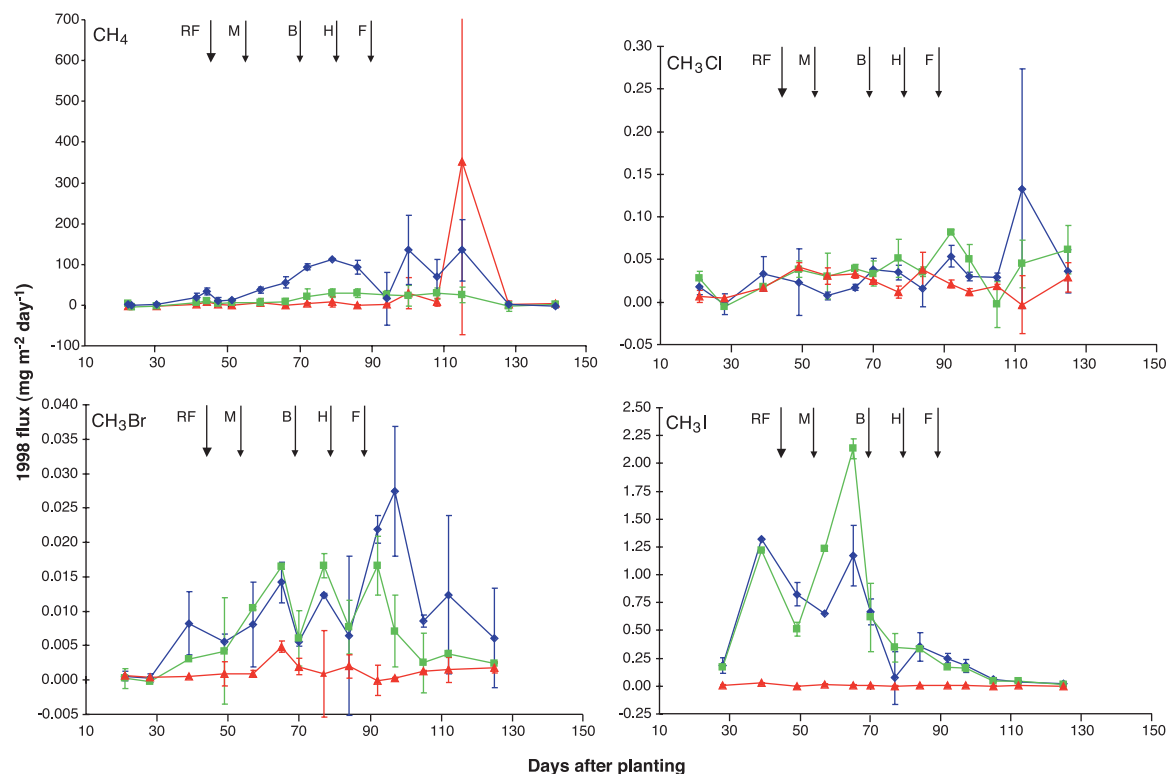 CH4
RF M B H F
700
600
500
400
300
200
100
0
-100
10 30 50 70 90 110 130 150
CH3Cl
RF M B H F
0.30
0.25
0.20
0.15
0.10
0.05
0.00
-0.05
10 30 50 70 90 110 130 150
CH3Br
RF M B H F
0.040
0.035
0.030
0.025
0.020
0.015
0.010
0.005
0.000
-0.005
10 30 50 70 90 110 130 150
CH3I
RF M B H F
2.50
2.25
2.00
1.75
1.50
1.25
1.00
0.75
0.50
0.25
0.00
-0.25
10 30 50 70 90 110 130 150
1998 flux (mg m-2 day-1)
Days after planting